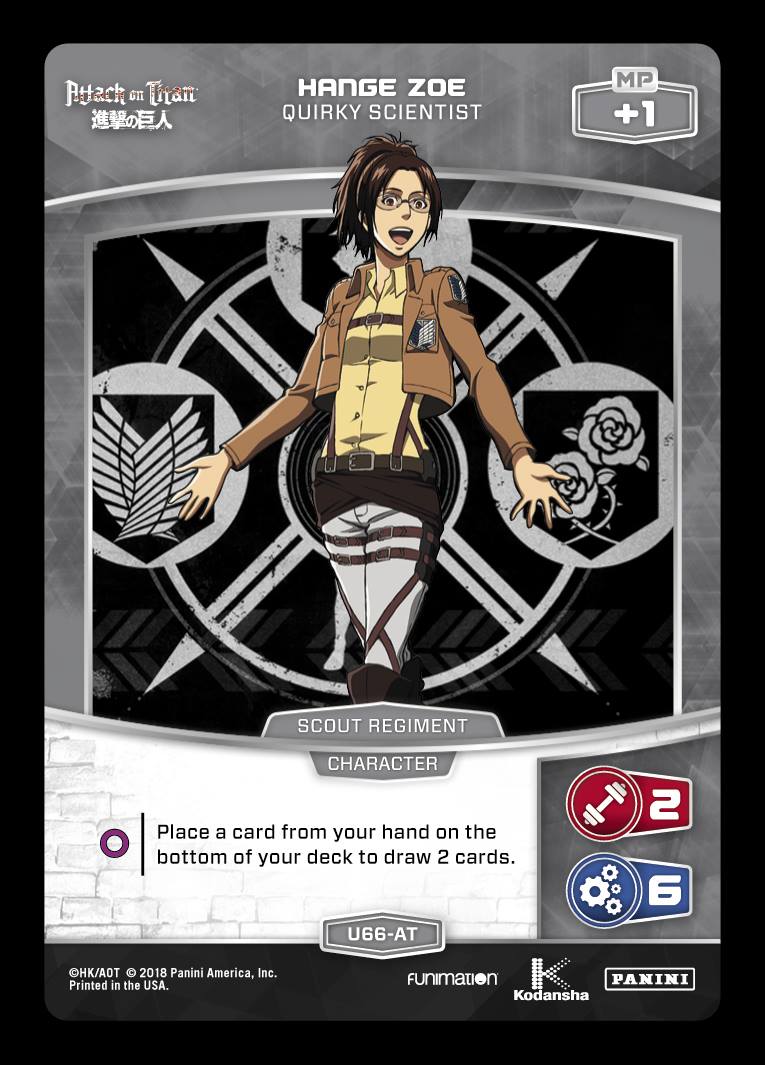 Attack on Titan
進撃の巨人
HANGE ZOE
QUIRKY SCIENTIST
MP
+1
SCOUT REGIMENT
CHARACTER
Place a card from your hand on the
bottom of your deck to draw 2 cards.
2
6
U66-AT
©HK/AOT © 2018 Panini America, Inc.
Printed in the USA.
FUNIMATION
K
Kodansha
PANINI